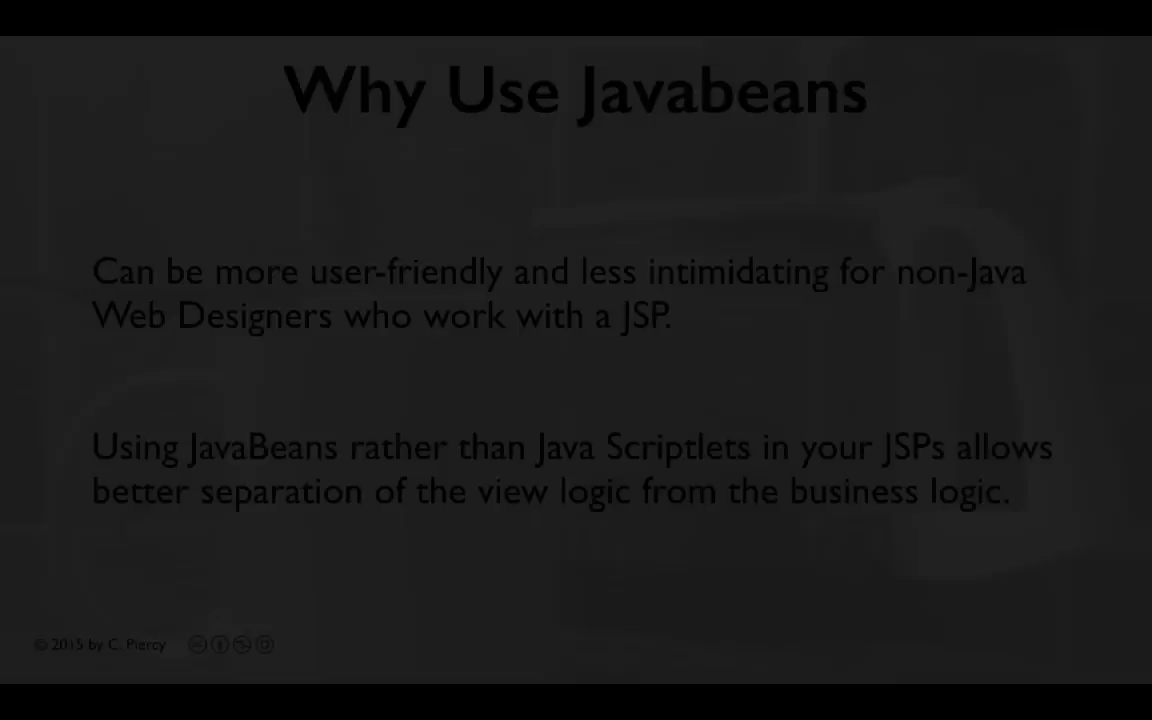 Why Use Javabeans
Can be more user-friendly and less intimidating for non-Java
Web Designers who work with a JSP.
Using JavaBeans rather than Java Scriptlets in your JSPs allows
better separation of the view logic from the business logic.
© 2015 by C. Piercy